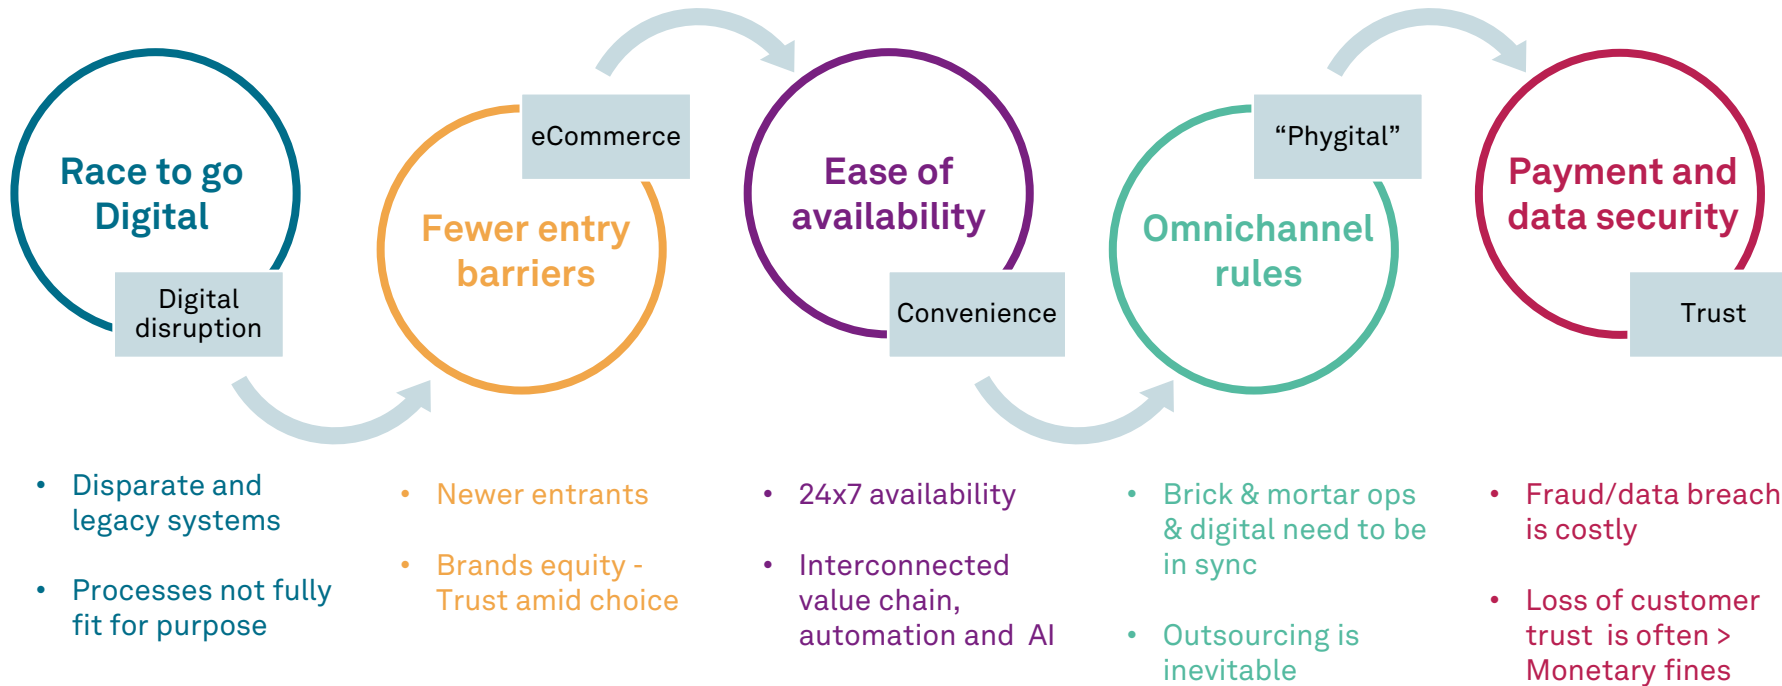 Race to go
Digital
Digital
disruption
Fewer entry
barriers
eCommerce
Ease of
availability
Convenience
Omnichannel
rules
“Phygital”
Payment and
data security
Trust
• Disparate and
legacy systems
• Processes not fully
fit for purpose
• Newer entrants
• Brands equity -
Trust amid choice
• 24x7 availability
• Interconnected
value chain,
automation and AI
• Brick & mortar ops
& digital need to be
in sync
• Outsourcing is
inevitable
• Fraud/data breach
is costly
• Loss of customer
trust is often >
Monetary fines